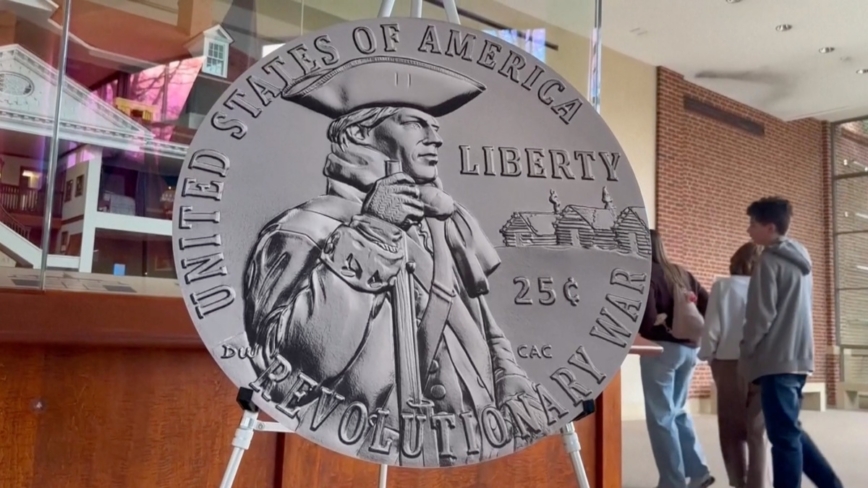 UNITED STATES OF AMERICA
LIBERTY
25¢
DW
CAC
REVOLUTIONARY WAR